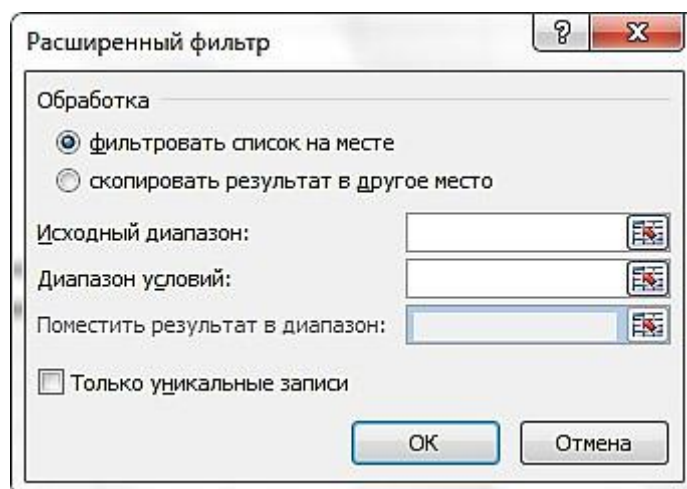 Расширенный фильтр
Обработка
фильтровать список на месте
скопировать результат в другое место
Исходный диапазон:
Диапазон условий:
Поместить результат в диапазон:
Только уникальные записи
ОК Отмена